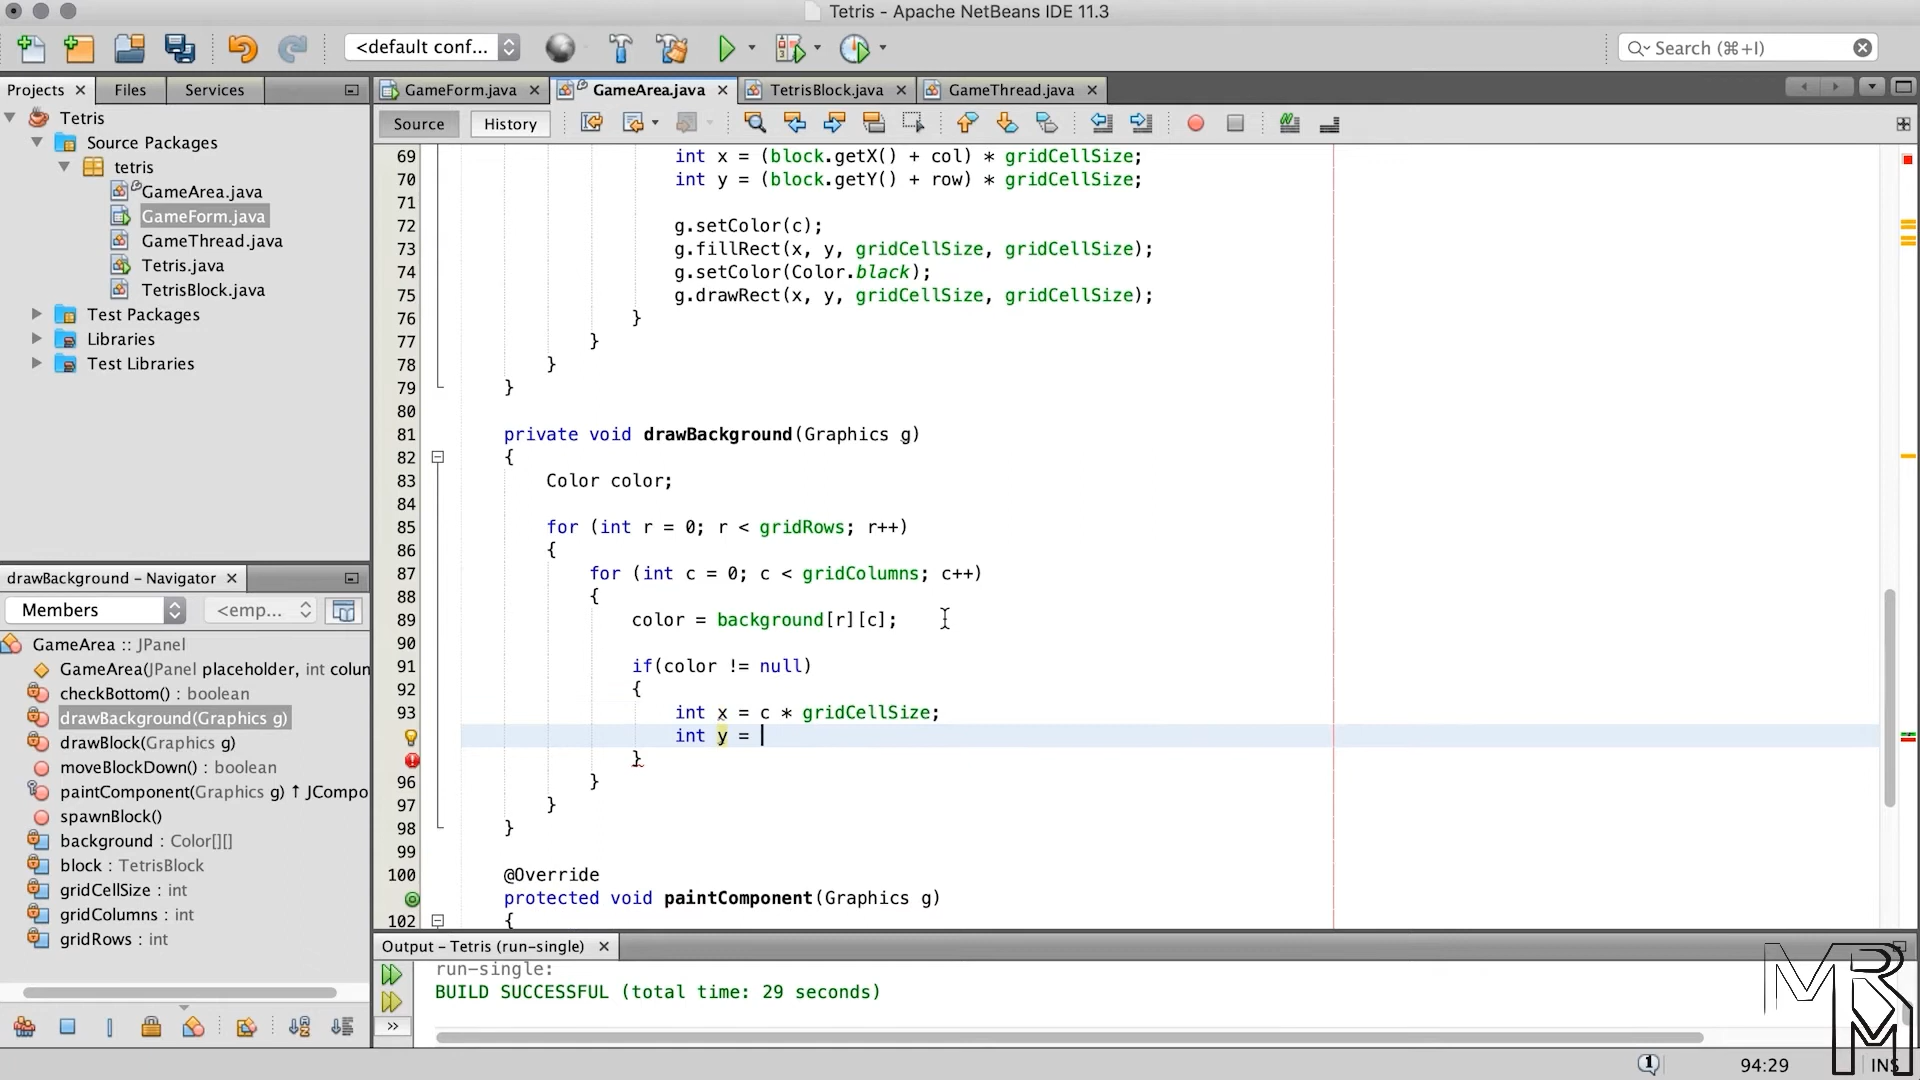 Tetris - Apache NetBeans IDE 11.3
<default conf...
Search (⌘+I)
Projects
Files
Services
GameForm.java
GameArea.java
TetrisBlock.java
GameThread.java
Source
History
Tetris
Source Packages
tetris
GameArea.java
GameForm.java
GameThread.java
Tetris.java
TetrisBlock.java
Test Packages
Libraries
Test Libraries
69 int x = (block.getX() + col) * gridCellSize;
70 int y = (block.getY() + row) * gridCellSize;
71
72 g.setColor(c);
73 g.fillRect(x, y, gridCellSize, gridCellSize);
74 g.setColor(Color.black);
75 g.drawRect(x, y, gridCellSize, gridCellSize);
76 }
77 }
78 }
79 }
80
81 private void drawBackground(Graphics g)
82 {
83 Color color;
84
85 for (int r = 0; r < gridRows; r++)
86 {
87 for (int c = 0; c < gridColumns; c++)
88 {
89 color = background[r][c];
90
91 if(color != null)
92 {
93 int x = c * gridCellSize;
int y =
}
96 }
97 }
98 }
99
100 @Override
protected void paintComponent(Graphics g)
102 {
drawBackground - Navigator
Members
<emp...
GameArea :: JPanel
GameArea(JPanel placeholder, int colum
checkBottom() : boolean
drawBackground(Graphics g)
drawBlock(Graphics g)
moveBlockDown() : boolean
paintComponent(Graphics g) ↑ JCompo
spawnBlock()
background : Color[][]
block : TetrisBlock
gridCellSize : int
gridColumns : int
gridRows : int
Output - Tetris (run-single)
run-single:
BUILD SUCCESSFUL (total time: 29 seconds)
94:29
INS